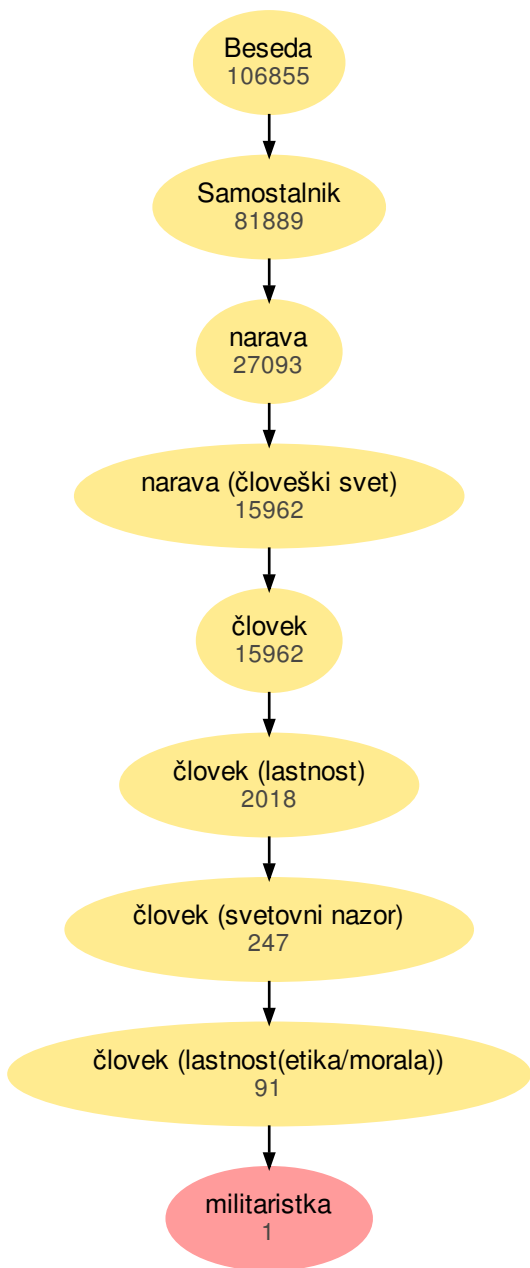 Beseda
106855
Samostalnik
81889
narava
27093
narava (človeški svet)
15962
človek
15962
človek (lastnost)
2018
človek (svetovni nazor)
247
človek (lastnost(etika/morala))
91
militaristka
1